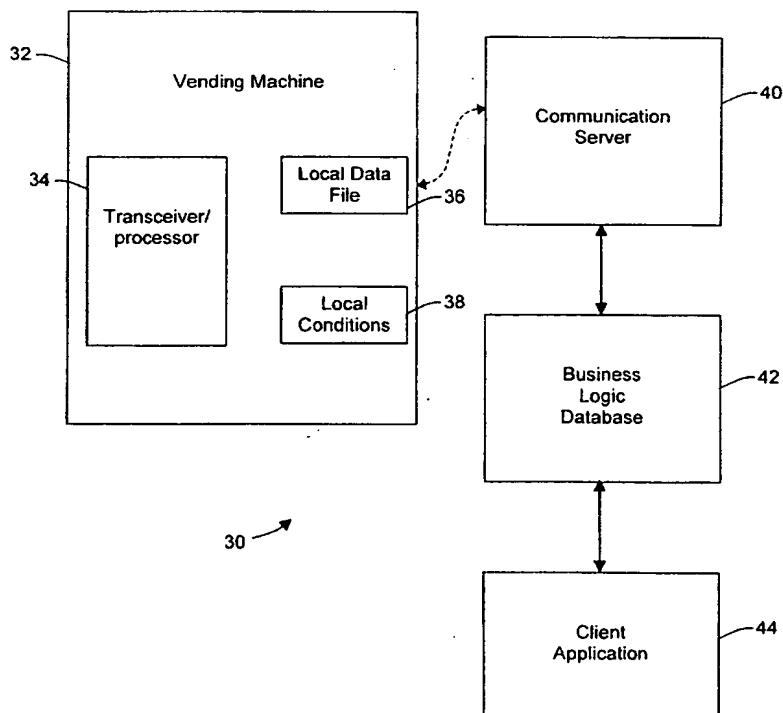 32
Vending Machine
34
Transceiver/
processor
Local Data
File
36
Local
Conditions
38
Communication
Server
40
Business
Logic
Database
42
30
Client
Application
44